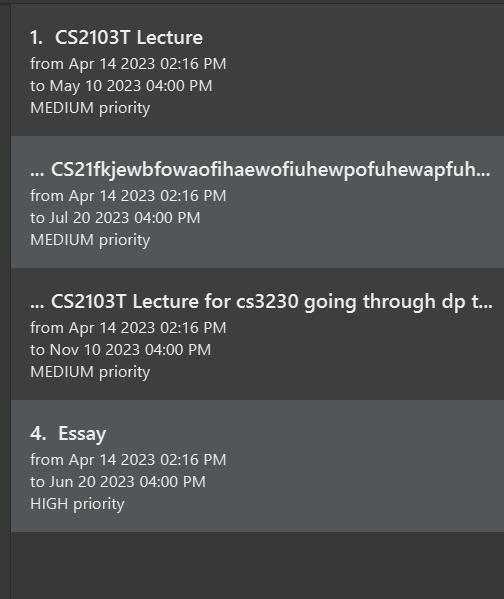 1. CS2103T Lecture
from Apr 14 2023 02:16 PM
to May 10 2023 04:00 PM
MEDIUM priority
... CS21fkjewbfowaofihaewofiuhewpofuhewapfuh...
from Apr 14 2023 02:16 PM
to Jul 20 2023 04:00 PM
MEDIUM priority
... CS2103T Lecture for cs3230 going through dp t...
from Apr 14 2023 02:16 PM
to Nov 10 2023 04:00 PM
MEDIUM priority
4. Essay
from Apr 14 2023 02:16 PM
to Jun 20 2023 04:00 PM
HIGH priority